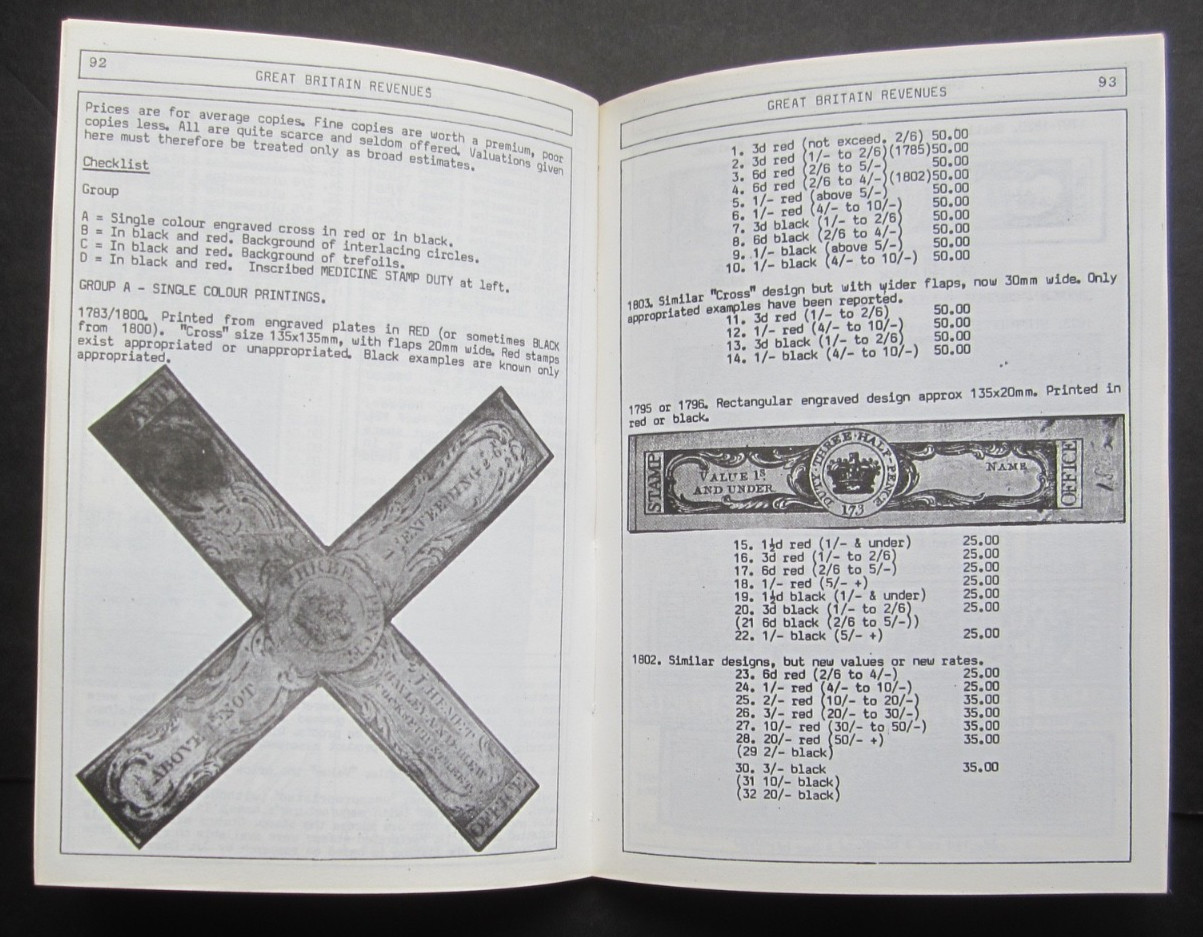 92
GREAT BRITAIN REVENUES
Prices are for average copies. Fine copies are worth a premium, poor
copies less. All are quite scarce and seldom offered. Valuations given
here must therefore be treated only as broad estimates.
Checklist
Group
A = Single colour engraved cross in red or in black.
B = In black and red. Background of interlacing circles.
C = In black and red. Background of trefoils.
D = In black and red. Inscribed MEDICINE STAMP DUTY at left.
GROUP A - SINGLE COLOUR PRINTINGS.
1783/1800. Printed from engraved plates in RED (or sometimes BLACK
from 1800). "Cross" size 135x135mm, with flaps 20mm wide. Red stamps
exist appropriated or unappropriated. Black examples are known only
appropriated.
ABOVE
NOT
OFFICE
93
GREAT BRITAIN REVENUES
1. 3d red (not exceed. 2/6) 50.00
2. 3d red (1/- to 2/6)(1785)50.00
3. 6d red (2/6 to 5/-) 50.00
4. 6d red (2/6 to 4/-)(1802)50.00
5. 1/- red (above 5/-) 50.00
6. 1/- red (4/- to 10/-) 50.00
7. 3d black (1/- to 2/6) 50.00
8. 6d black (2/6 to 4/-) 50.00
9. 1/- black (above 5/-) 50.00
10. 1/- black (4/- to 10/-) 50.00
1803. Similar "Cross" design but with wider flaps, now 30mm wide. Only
appropriated examples have been reported.
11. 3d red (1/- to 2/6) 50.00
12. 1/- red (4/- to 10/-) 50.00
13. 3d black (1/- to 2/6) 50.00
14. 1/- black (4/- to 10/-) 50.00
1795 or 1796. Rectangular engraved design approx 135x20mm. Printed in
red or black.
STAMP
VALUE 1S
AND UNDER
DUTY·THREE·HALF·PENCE
173
NAME
OFFICE
15. 1½d red (1/- & under) 25.00
16. 3d red (1/- to 2/6) 25.00
17. 6d red (2/6 to 5/-) 25.00
18. 1/- red (5/- +) 25.00
19. 1½d black (1/- & under) 25.00
20. 3d black (1/- to 2/6) 25.00
(21 6d black (2/6 to 5/-))
22. 1/- black (5/- +) 25.00
1802. Similar designs, but new values or new rates.
23. 6d red (2/6 to 4/-) 25.00
24. 1/- red (4/- to 10/-) 25.00
25. 2/- red (10/- to 20/-) 35.00
26. 3/- red (20/- to 30/-) 35.00
27. 10/- red (30/- to 50/-) 35.00
28. 20/- red (50/- +) 35.00
(29 2/- black)
30. 3/- black 35.00
(31 10/- black)
(32 20/- black)